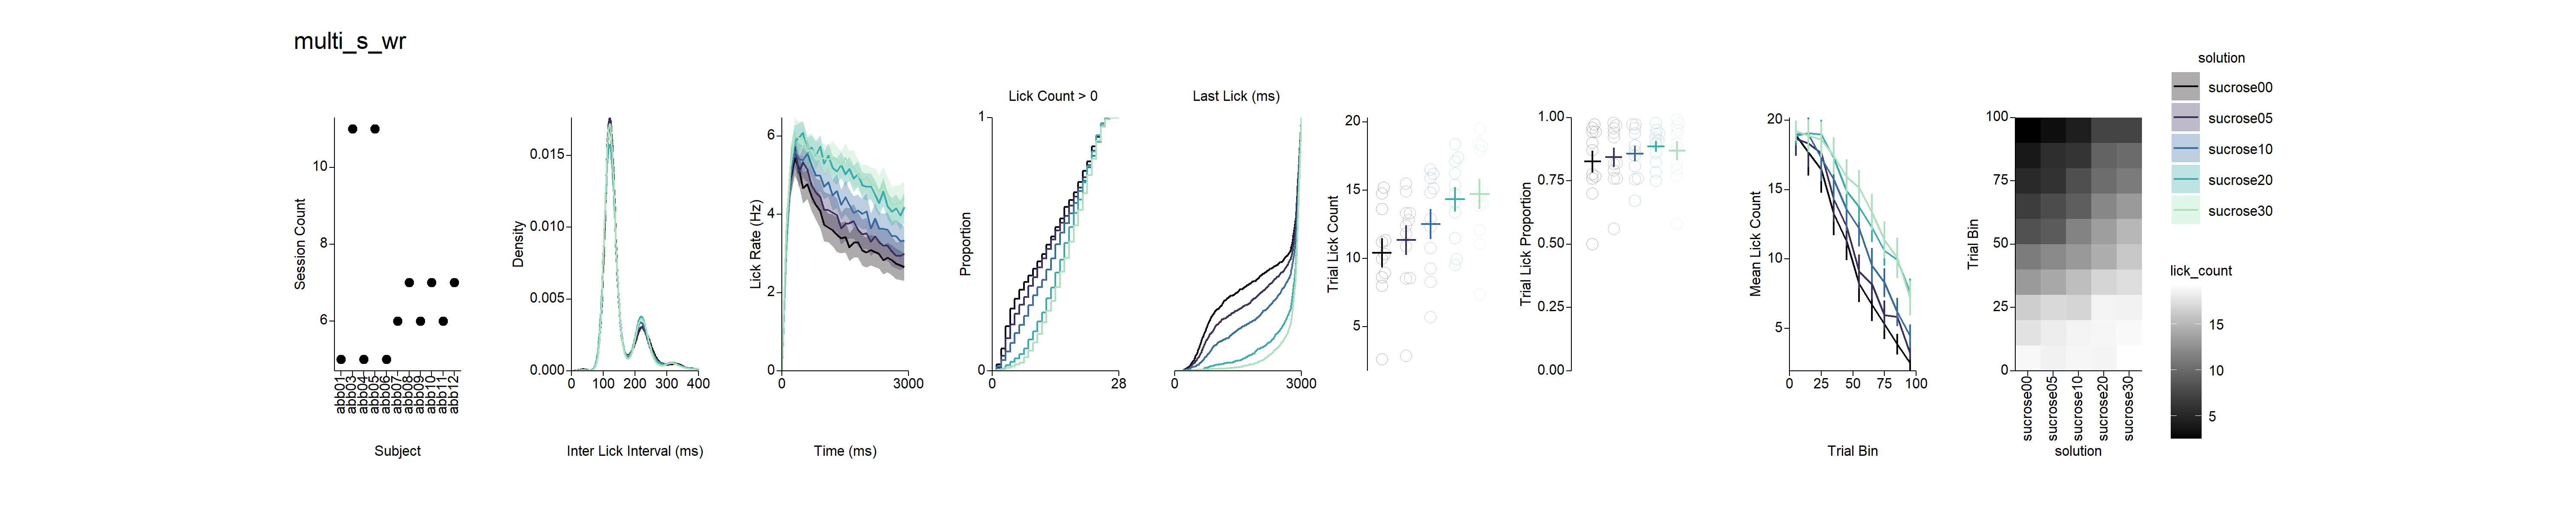 multi_s_wr
Session Count
10
8
6
abb01
abb03
abb04
abb05
abb06
abb07
abb08
abb09
abb10
abb11
abb12
Subject
Density
0.015
0.010
0.005
0.000
0 100 200 300 400
Inter Lick Interval (ms)
Lick Rate (Hz)
6
4
2
0
0 3000
Time (ms)
Lick Count > 0
Proportion
1
0
0 28
Last Lick (ms)
0 3000
Trial Lick Count
20
15
10
5
Trial Lick Proportion
1.00
0.75
0.50
0.25
0.00
Mean Lick Count
20
15
10
5
0 25 50 75 100
Trial Bin
Trial Bin
100
75
50
25
0
sucrose00
sucrose05
sucrose10
sucrose20
sucrose30
solution
solution
sucrose00
sucrose05
sucrose10
sucrose20
sucrose30
lick_count
15
10
5